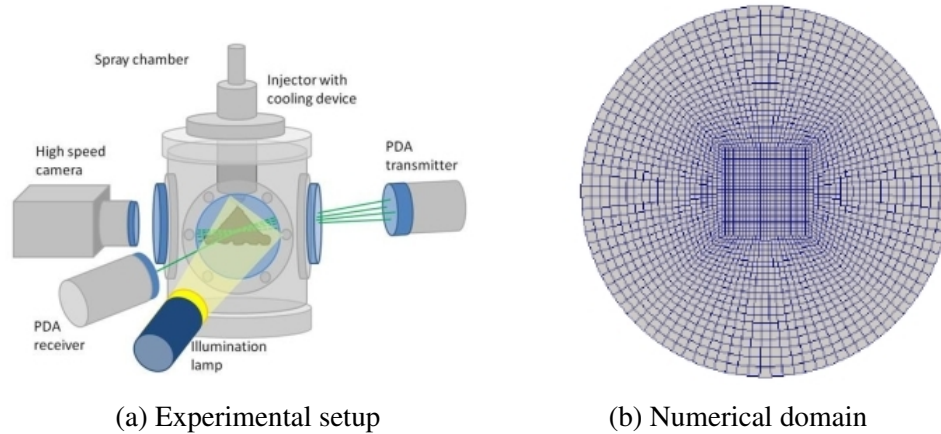 Spray chamber
Injector with
cooling device
High speed
camera
PDA
transmitter
PDA
receiver
Illumination
lamp
(a) Experimental setup
(b) Numerical domain